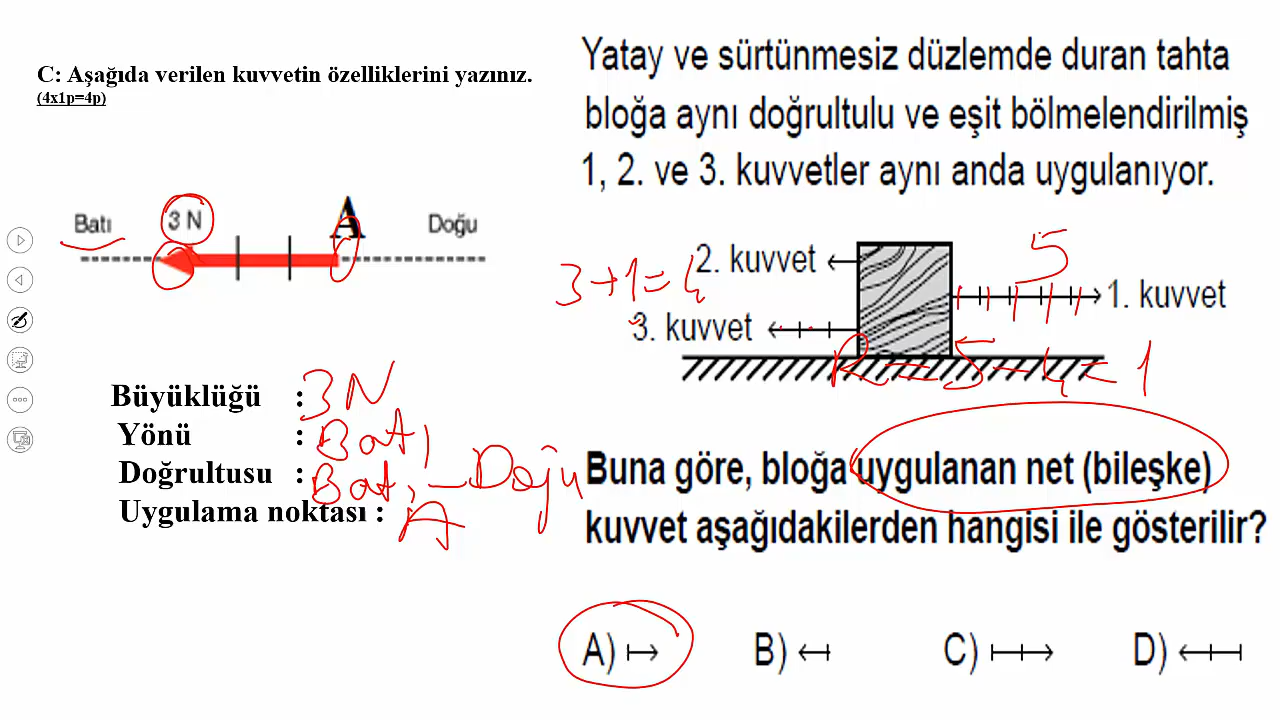 C: Aşağıda verilen kuvvetin özelliklerini yazınız.
(4x1p=4p)
Batı
3 N
A
Doğu
Büyüklüğü : 3N
Yönü : Batı
Doğrultusu : Batı - Doğu
Uygulama noktası : A
Yatay ve sürtünmesiz düzlemde duran tahta
bloğa aynı doğrultulu ve eşit bölmelendirilmiş
1, 2. ve 3. kuvvetler aynı anda uygulanıyor.
3+1=4
2. kuvvet
5
1. kuvvet
3. kuvvet
R=5-4=1
Buna göre, bloğa uygulanan net (bileşke)
kuvvet aşağıdakilerden hangisi ile gösterilir?
A) B) C) D)